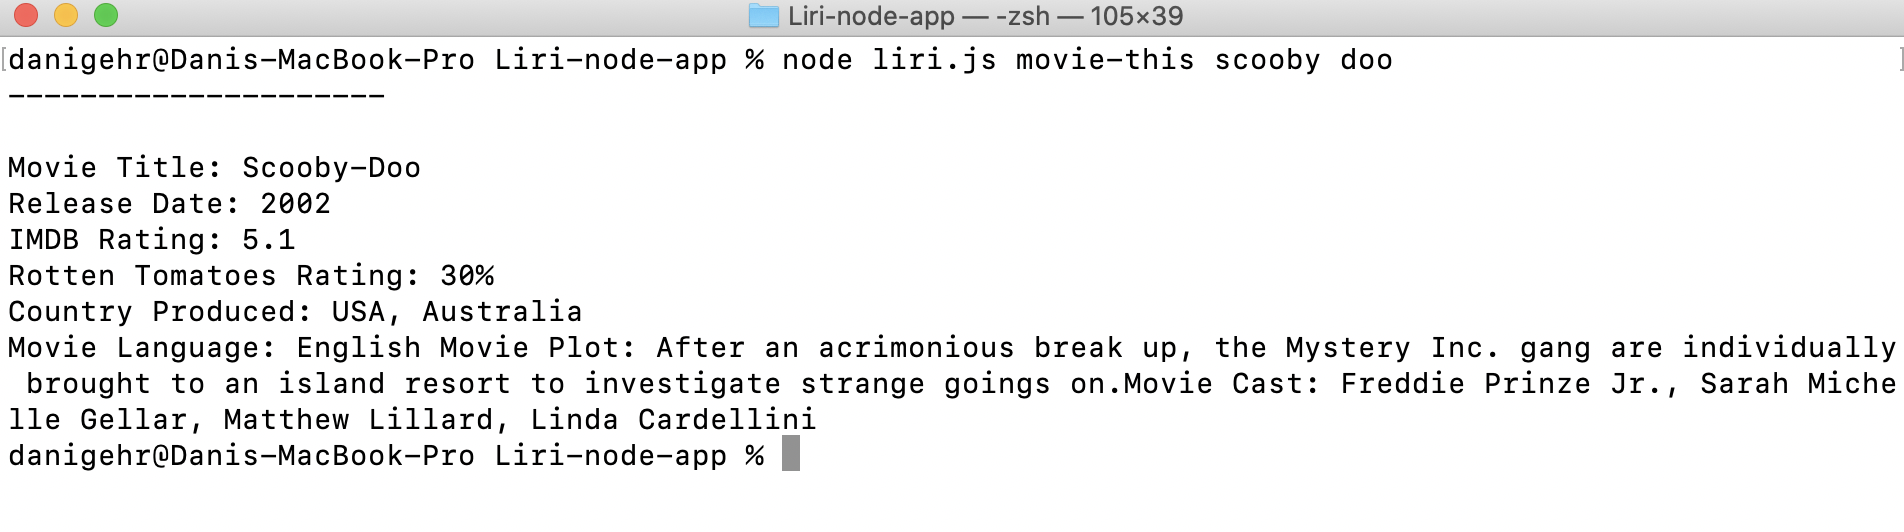 Liri-node-app — -zsh — 105×39
danigehr@Danis-MacBook-Pro Liri-node-app % node liri.js movie-this scooby doo
---------------------
Movie Title: Scooby-Doo
Release Date: 2002
IMDB Rating: 5.1
Rotten Tomatoes Rating: 30%
Country Produced: USA, Australia
Movie Language: English Movie Plot: After an acrimonious break up, the Mystery Inc. gang are individually
 brought to an island resort to investigate strange goings on.Movie Cast: Freddie Prinze Jr., Sarah Miche
lle Gellar, Matthew Lillard, Linda Cardellini
danigehr@Danis-MacBook-Pro Liri-node-app %